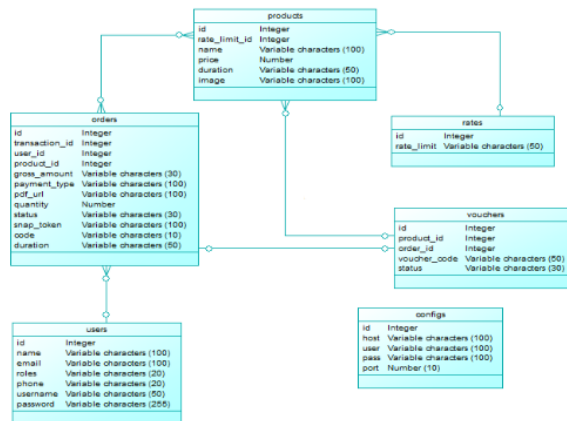 products
id Integer
rate_limit_id Integer
name Variable characters (100)
price Number
duration Variable characters (50)
image Variable characters (100)
orders
id Integer
transaction_id Integer
user_id Integer
product_id Integer
gross_amount Variable characters (30)
payment_type Variable characters (100)
pdf_url Variable characters (100)
quantity Number
status Variable characters (30)
snap_token Variable characters (100)
code Variable characters (10)
duration Variable characters (50)
rates
id Integer
rate_limit Variable characters (50)
vouchers
id Integer
product_id Integer
order_id Integer
voucher_code Variable characters (50)
status Variable characters (30)
configs
id Integer
host Variable characters (100)
user Variable characters (100)
pass Variable characters (100)
port Number (10)
users
id Integer
name Variable characters (100)
email Variable characters (100)
roles Variable characters (20)
phone Variable characters (20)
username Variable characters (50)
password Variable characters (255)